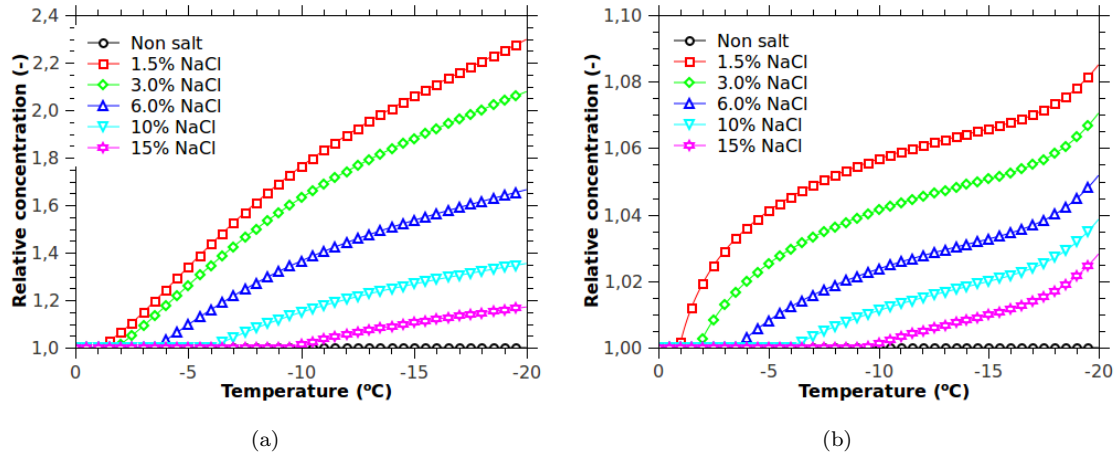 2,4
2,2
2,0
1,8
1,6
1,4
1,2
1,0
Relative concentration (-)
Non salt
1.5% NaCl
3.0% NaCl
6.0% NaCl
10% NaCl
15% NaCl
0 -5 -10 -15 -20
Temperature (ºC)
(a)
1,10
1,08
1,06
1,04
1,02
1,00
Relative concentration (-)
Non salt
1.5% NaCl
3.0% NaCl
6.0% NaCl
10% NaCl
15% NaCl
0 -5 -10 -15 -20
Temperature (ºC)
(b)